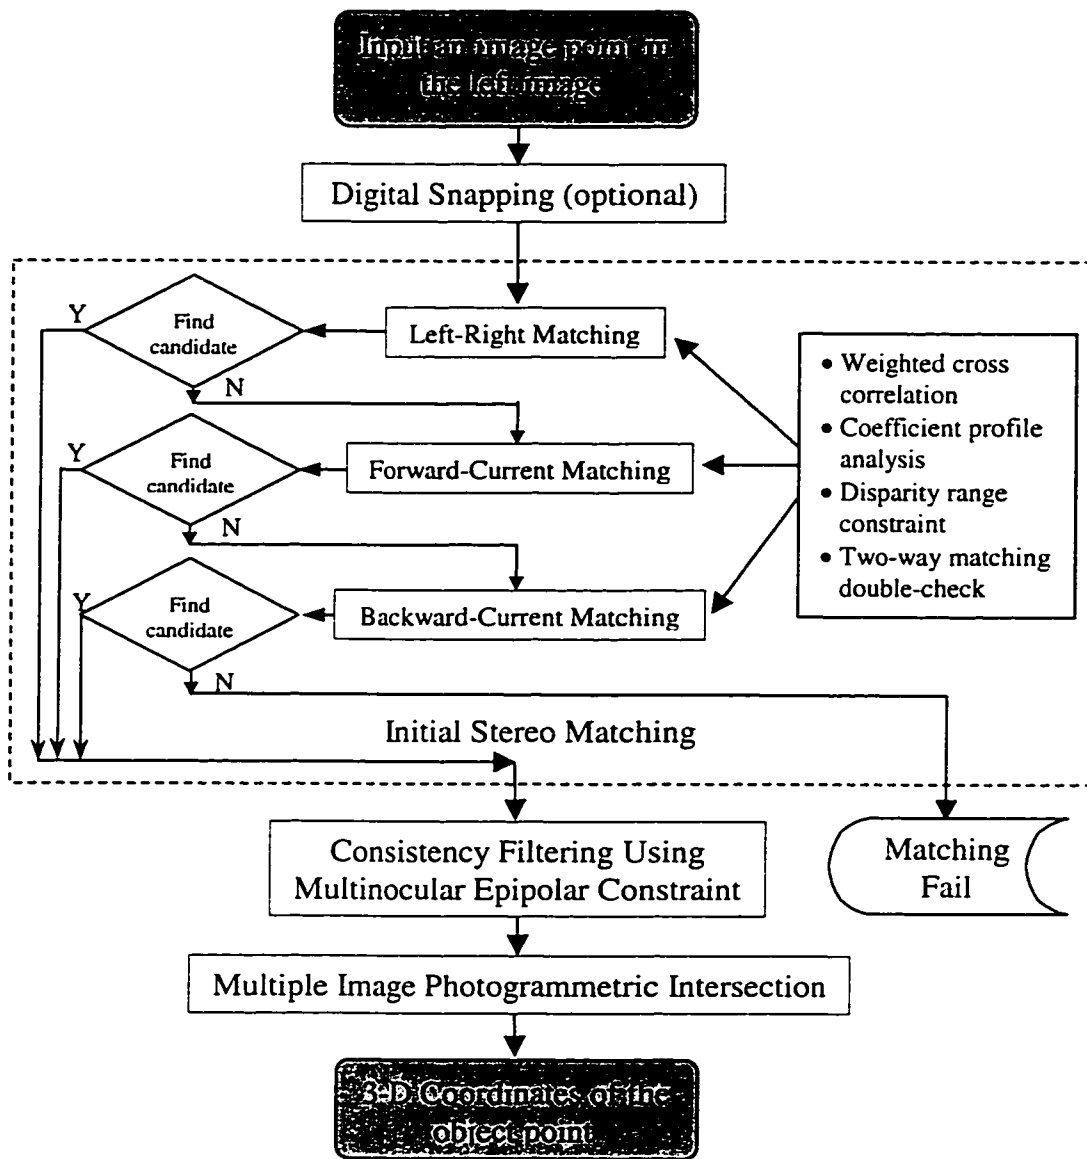 Input an image point in
the left image
Digital Snapping (optional)
Y
Find
candidate
Left-Right Matching
N
Y
Find
candidate
Forward-Current Matching
N
Y
Find
candidate
Backward-Current Matching
N
• Weighted cross
correlation
• Coefficient profile
analysis
• Disparity range
constraint
• Two-way matching
double-check
Initial Stereo Matching
Consistency Filtering Using
Multinocular Epipolar Constraint
Matching
Fail
Multiple Image Photogrammetric Intersection
3-D Coordinates of the
object point